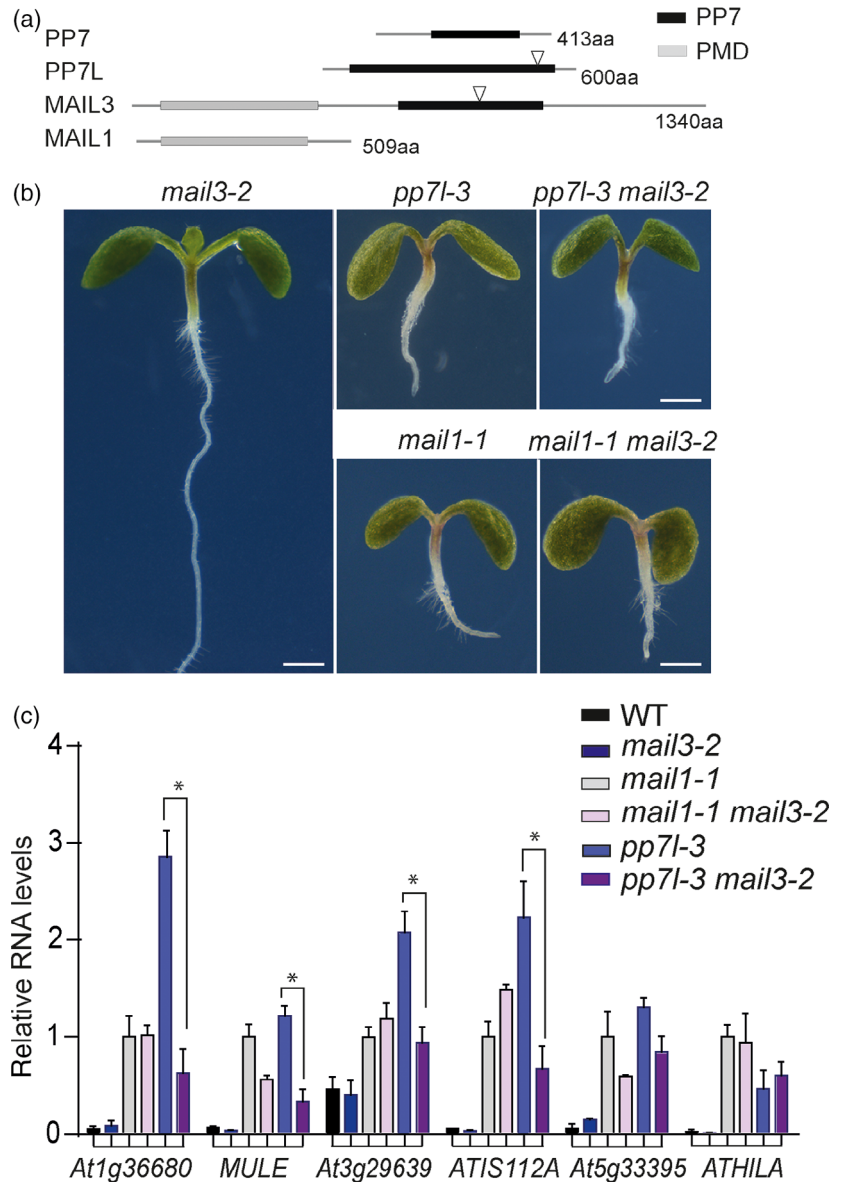 (a)
PP7
413aa
PP7
PMD
PP7L
600aa
MAIL3
1340aa
MAIL1
509aa
(b)
mail3-2
pp7l-3
pp7l-3 mail3-2
mail1-1
mail1-1 mail3-2
(c)
WT
mail3-2
mail1-1
mail1-1 mail3-2
pp7l-3
pp7l-3 mail3-2
Relative RNA levels
4
3
2
1
0
*
*
*
*
At1g36680 MULE At3g29639 ATIS112A At5g33395 ATHILA